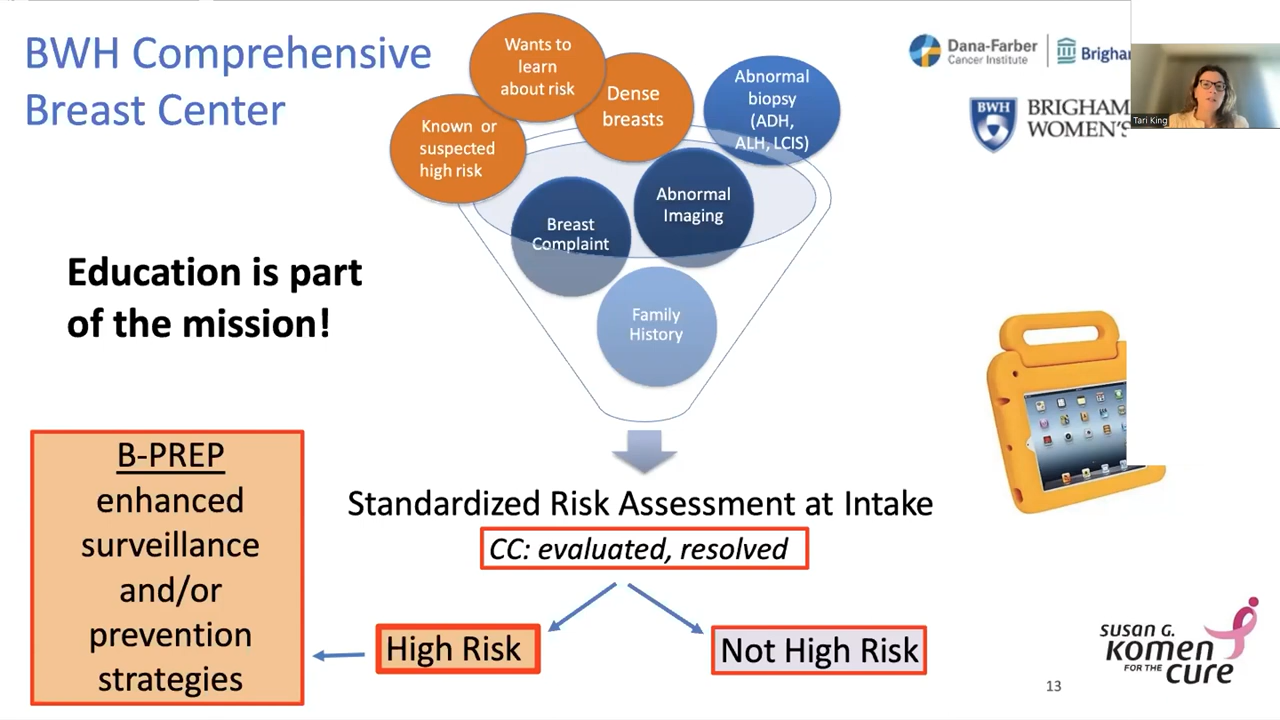 BWH Comprehensive
Breast Center
Wants to
learn
about risk
Dense
breasts
Known or
suspected
high risk
Abnormal
biopsy
(ADH,
ALH, LCIS)
Abnormal
Imaging
Breast
Complaint
Family
History
Dana-Farber
Cancer Institute
Brigham
BWH
BRIGHAM
WOMEN'S
Tari King
Education is part
of the mission!
Standardized Risk Assessment at Intake
CC: evaluated, resolved
High Risk
Not High Risk
B-PREP
enhanced
surveillance
and/or
prevention
strategies
susan g.
komen
FOR THE
cure
13